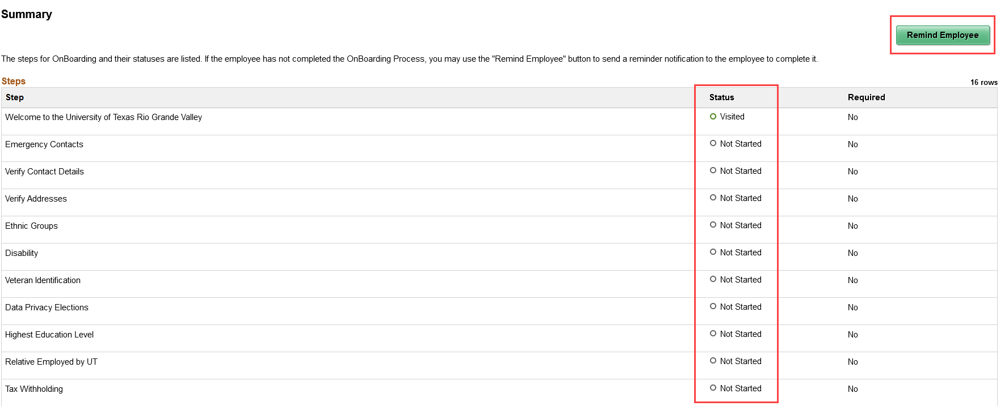 Summary
Remind Employee
The steps for OnBoarding and their statuses are listed. If the employee has not completed the OnBoarding Process, you may use the "Remind Employee" button to send a reminder notification to the employee to complete it.
Steps
16 rows
Step Status Required
Welcome to the University of Texas Rio Grande Valley Visited No
Emergency Contacts Not Started No
Verify Contact Details Not Started No
Verify Addresses Not Started No
Ethnic Groups Not Started No
Disability Not Started No
Veteran Identification Not Started No
Data Privacy Elections Not Started No
Highest Education Level Not Started No
Relative Employed by UT Not Started No
Tax Withholding Not Started No